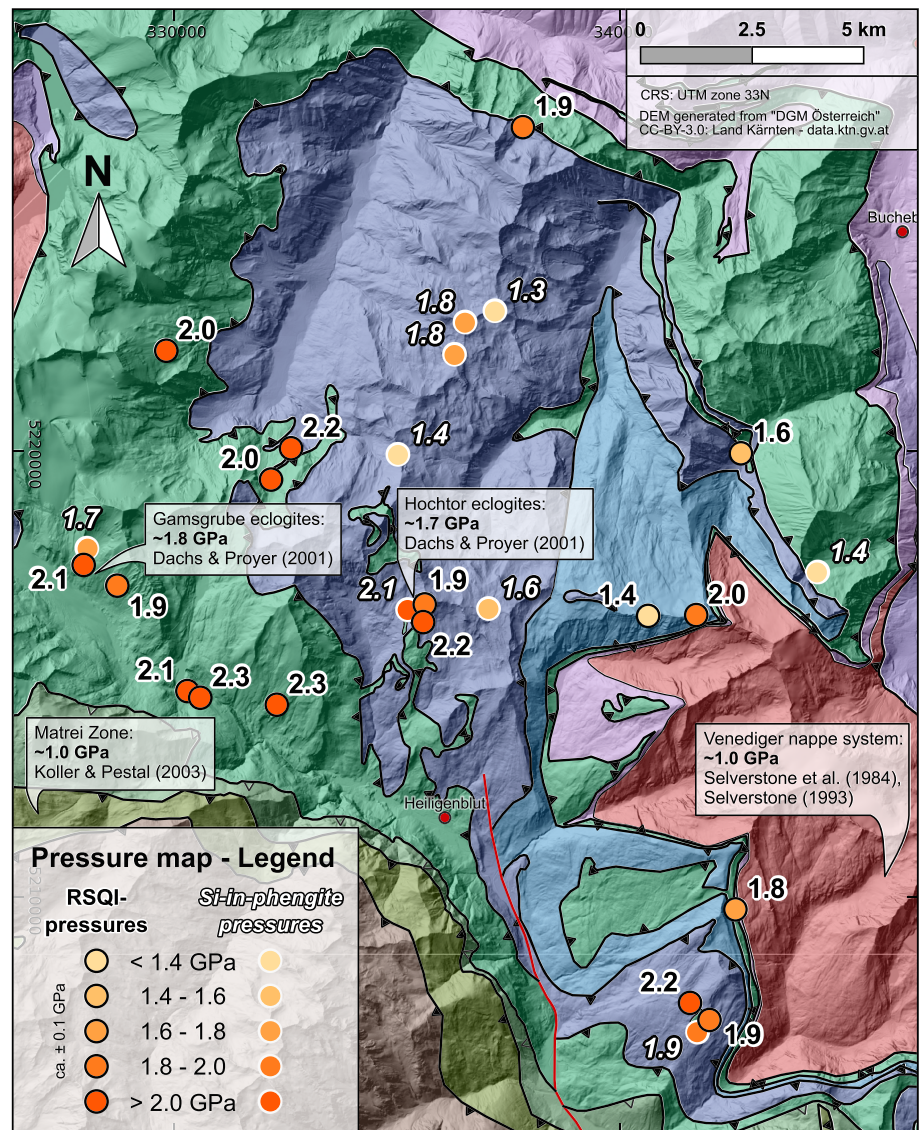 330000
340000
0 2.5 5 km
CRS: UTM zone 33N
DEM generated from "DGM Österreich"
CC-BY-3.0: Land Kärnten - data.ktn.gv.at
1.9
N
Bucheb
1.3
1.8
1.8
2.0
5220000
2.2
2.0
1.4
1.6
Gamsgrube eclogites:
~1.8 GPa
Dachs & Proyer (2001)
Hochtor eclogites:
~1.7 GPa
Dachs & Proyer (2001)
1.7
2.1
1.9
1.4
2.1
1.9
1.6
2.2
1.4
2.0
2.1
2.3
2.3
Matrei Zone:
~1.0 GPa
Koller & Pestal (2003)
Venediger nappe system:
~1.0 GPa
Selverstone et al. (1984),
Selverstone (1993)
Heiligenblut
1.8
2.2
1.9
1.9
Pressure map - Legend
RSQI-
pressures
Si-in-phengite
pressures
< 1.4 GPa
1.4 - 1.6
1.6 - 1.8
1.8 - 2.0
> 2.0 GPa
ca. ± 0.1 GPa